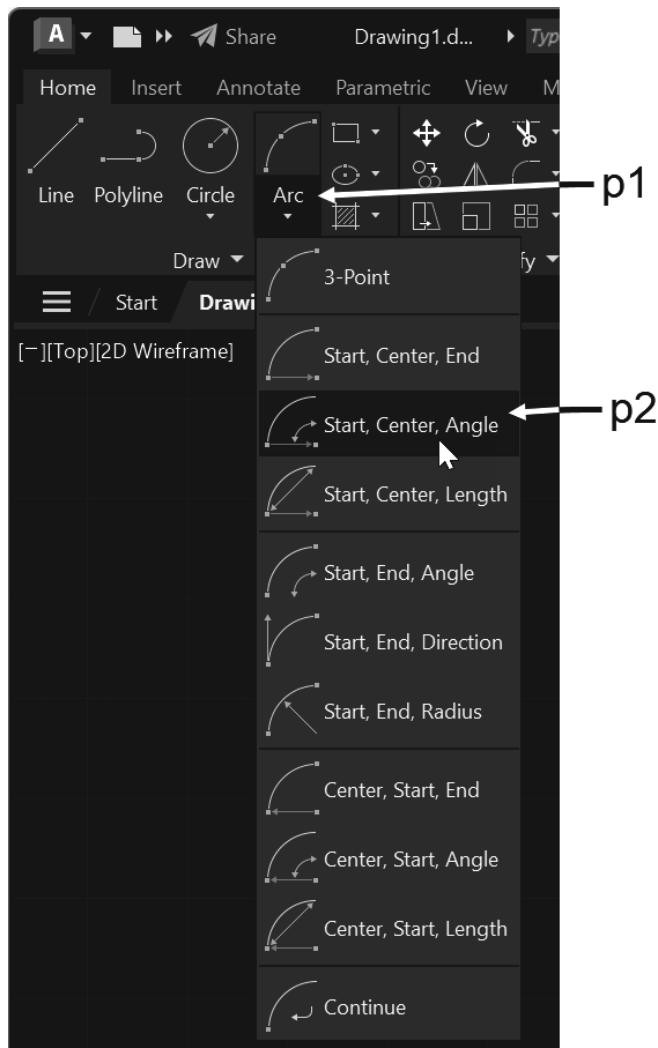 A Share Drawing1.d... Typ
Home Insert Annotate Parametric View M
p1
Line Polyline Circle Arc
Draw fy
3-Point
Start Drawi
[−][Top][2D Wireframe]
Start, Center, End
Start, Center, Angle
p2
Start, Center, Length
Start, End, Angle
Start, End, Direction
Start, End, Radius
Center, Start, End
Center, Start, Angle
Center, Start, Length
Continue